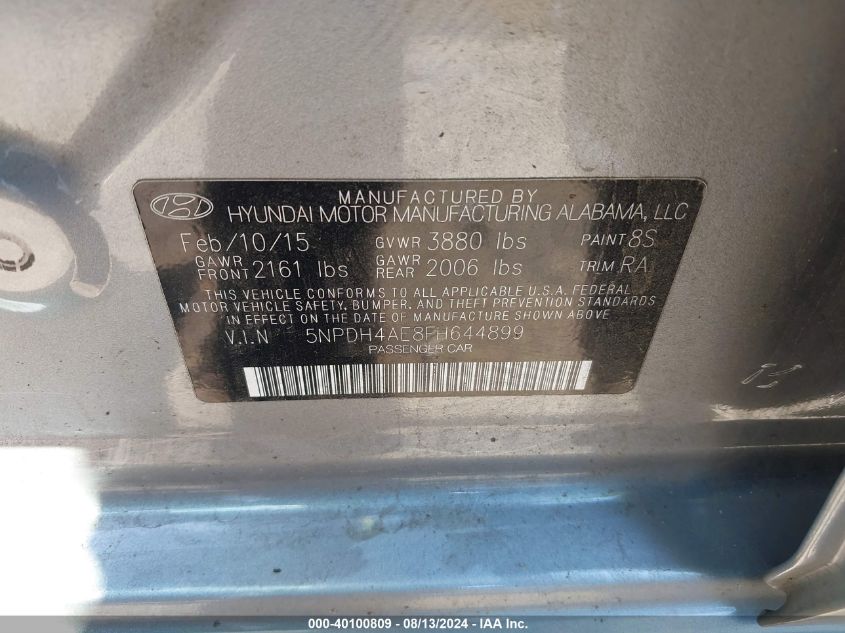 MANUFACTURED BY
HYUNDAI MOTOR MANUFACTURING ALABAMA, LLC
Feb/10/15 GVWR 3880 lbs PAINT 8S
GAWR FRONT 2161 lbs GAWR REAR 2006 lbs TRIM RA
THIS VEHICLE CONFORMS TO ALL APPLICABLE U.S.A. FEDERAL
MOTOR VEHICLE SAFETY, BUMPER, AND THEFT PREVENTION STANDARDS
IN EFFECT ON THE DATE OF MANUFACTURE SHOWN ABOVE
V.I.N 5NPDH4AE8FH644899
PASSENGER CAR
000-40100809 - 08/13/2024 - IAA Inc.